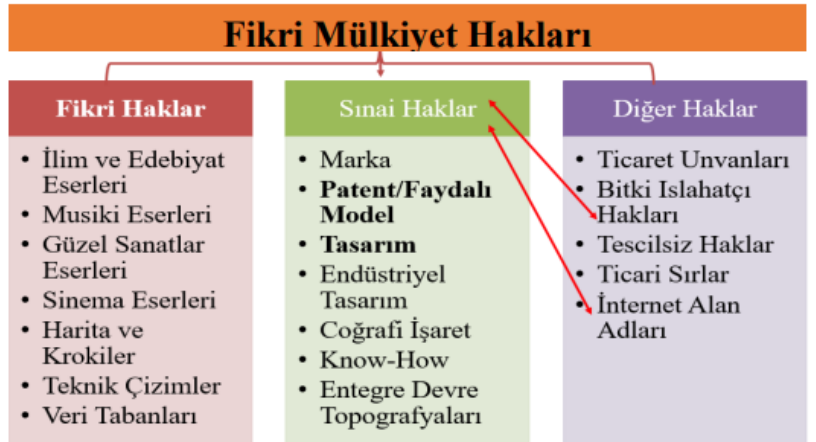 Fikri Mülkiyet Hakları
Fikri Haklar
• İlim ve Edebiyat
Eserleri
• Musiki Eserleri
• Güzel Sanatlar
Eserleri
• Sinema Eserleri
• Harita ve
Krokiler
• Teknik Çizimler
• Veri Tabanları
Sınai Haklar
• Marka
• Patent/Faydalı
Model
• Tasarım
• Endüstriyel
Tasarım
• Coğrafi İşaret
• Know-How
• Entegre Devre
Topografyaları
Diğer Haklar
• Ticaret Unvanları
• Bitki Islahatçı
Hakları
• Tescilsiz Haklar
• Ticari Sırlar
• İnternet Alan
Adları